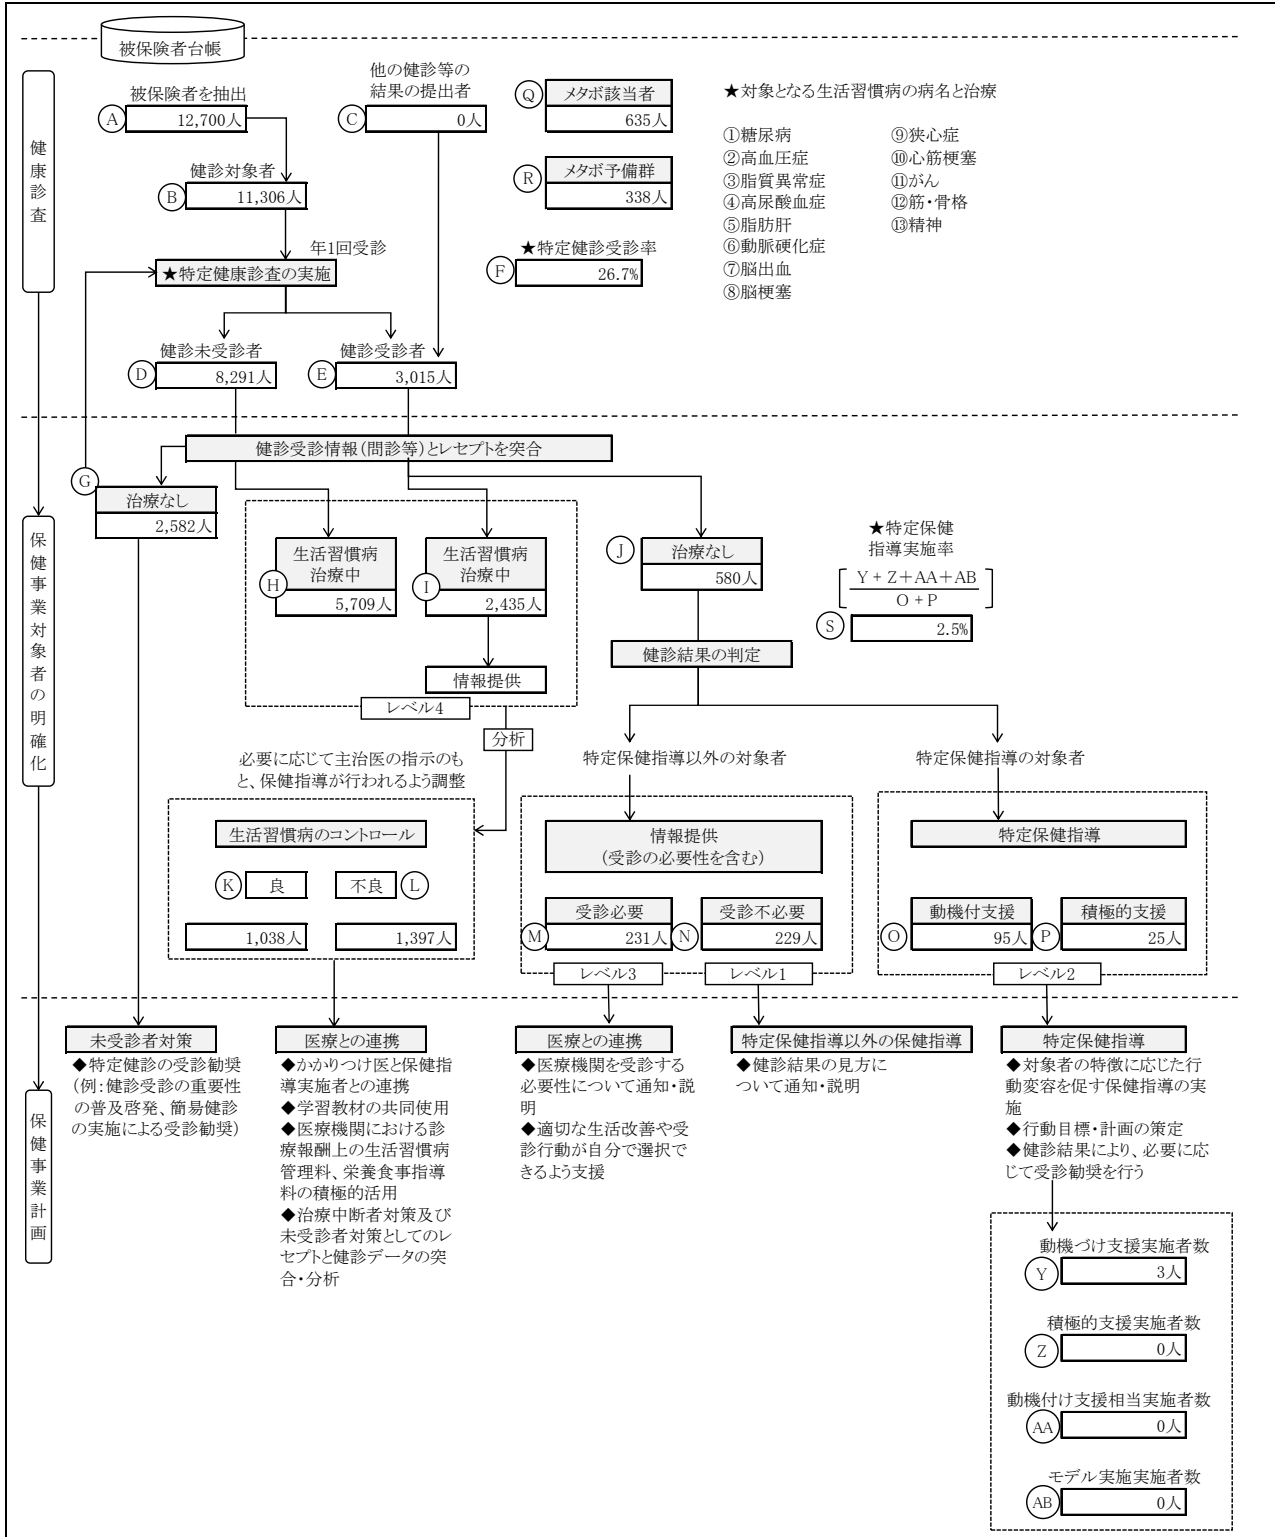 被保険者台帳
健康診査
被保険者を抽出
A
12,700人
他の健診等の
結果の提出者
C
0人
健診対象者
B
11,306人
年1回受診
★特定健康診査の実施
健診未受診者
D
8,291人
健診受診者
E
3,015人
Q
メタボ該当者
635人
R
メタボ予備群
338人
★特定健診受診率
F
26.7%
★対象となる生活習慣病の病名と治療
①糖尿病
②高血圧症
③脂質異常症
④高尿酸血症
⑤脂肪肝
⑥動脈硬化症
⑦脳出血
⑧脳梗塞
⑨狭心症
⑩心筋梗塞
⑪がん
⑫筋・骨格
⑬精神
保健事業対象者の明確化
健診受診情報(問診等)とレセプトを突合
G
治療なし
2,582人
生活習慣病
治療中
H
5,709人
生活習慣病
治療中
I
2,435人
情報提供
レベル4
分析
J
治療なし
580人
健診結果の判定
★特定保健
指導実施率
Y + Z+AA+AB
O + P
S
2.5%
必要に応じて主治医の指示のも
と、保健指導が行われるよう調整
生活習慣病のコントロール
K
良
不良
L
1,038人
1,397人
特定保健指導以外の対象者
情報提供
(受診の必要性を含む)
受診必要
M
231人
受診不必要
N
229人
レベル3
レベル1
特定保健指導の対象者
特定保健指導
動機付支援
O
95人
積極的支援
P
25人
レベル2
保健事業計画
未受診者対策
◆特定健診の受診勧奨
(例:健診受診の重要性
の普及啓発、簡易健診
の実施による受診勧奨)
医療との連携
◆かかりつけ医と保健指
導実施者との連携
◆学習教材の共同使用
◆医療機関における診
療報酬上の生活習慣病
管理料、栄養食事指導
料の積極的活用
◆治療中断者対策及び
未受診者対策としてのレ
セプトと健診データの突
合・分析
医療との連携
◆医療機関を受診する
必要性について通知・説
明
◆適切な生活改善や受
診行動が自分で選択で
きるよう支援
特定保健指導以外の保健指導
◆健診結果の見方に
ついて通知・説明
特定保健指導
◆対象者の特徴に応じた行
動変容を促す保健指導の実
施
◆行動目標・計画の策定
◆健診結果により、必要に応
じて受診勧奨を行う
動機づけ支援実施者数
Y
3人
積極的支援実施者数
Z
0人
動機付け支援相当実施者数
AA
0人
モデル実施実施者数
AB
0人